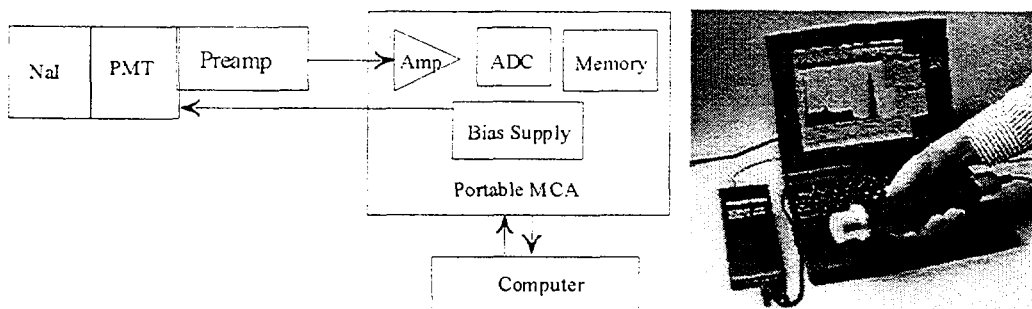 NaI
PMT
Preamp
Amp
ADC
Memory
Bias Supply
Portable MCA
Computer